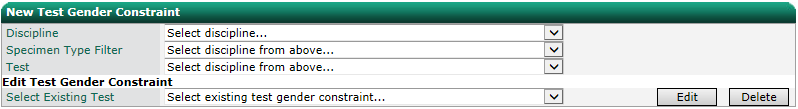 New Test Gender Constraint
Discipline Select discipline...
Specimen Type Filter Select discipline from above...
Test Select discipline from above...
Edit Test Gender Constraint
Select Existing Test Select existing test gender constraint... Edit Delete